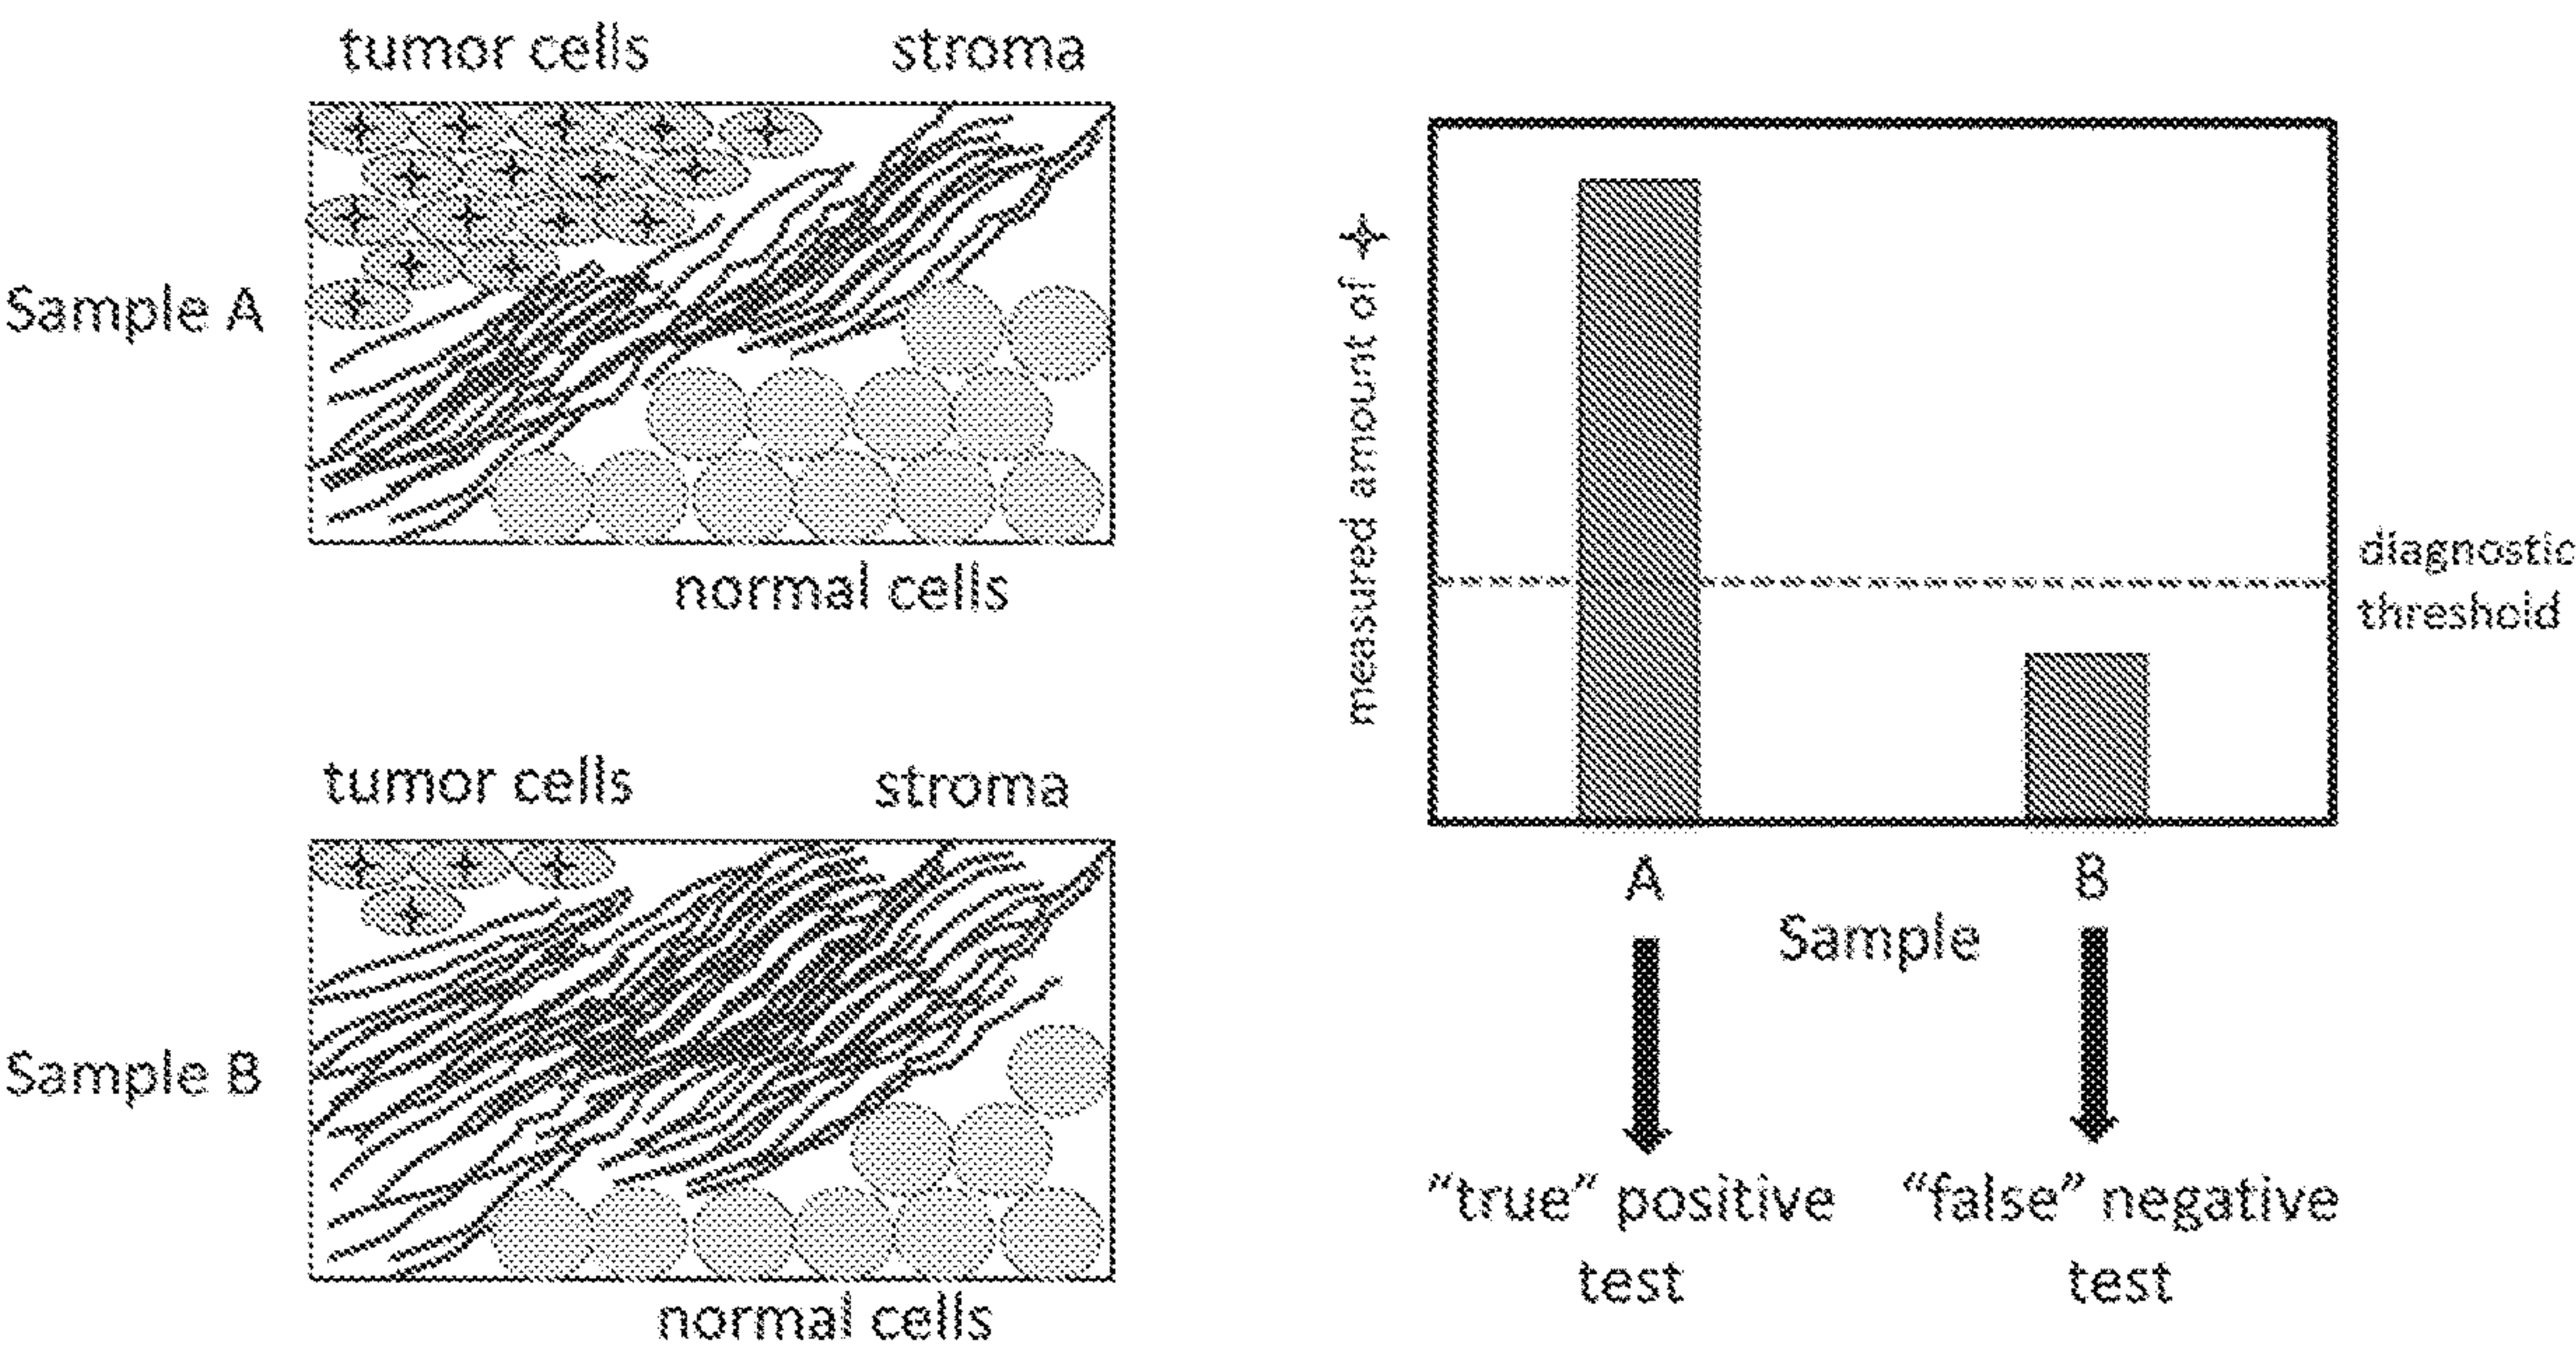 tumor cells
stroma
Sample A
normal cells
tumor cells
stroma
Sample B
normal cells
measured amount of
diagnostic
threshold
A
B
Sample
"true" positive
test
"false" negative
test